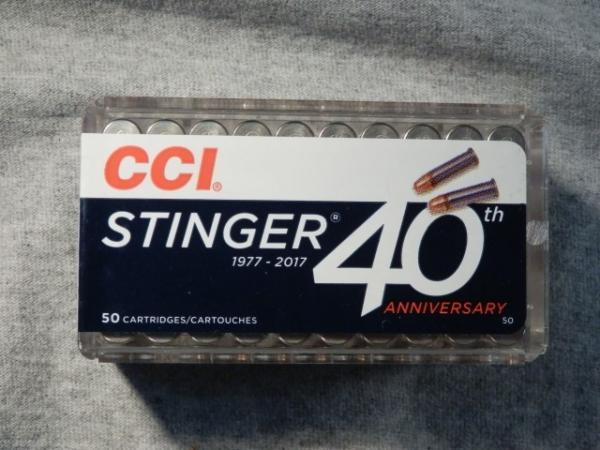 CCI®
STINGER® 40th
1977 - 2017
ANNIVERSARY
50 CARTRIDGES/CARTOUCHES
50